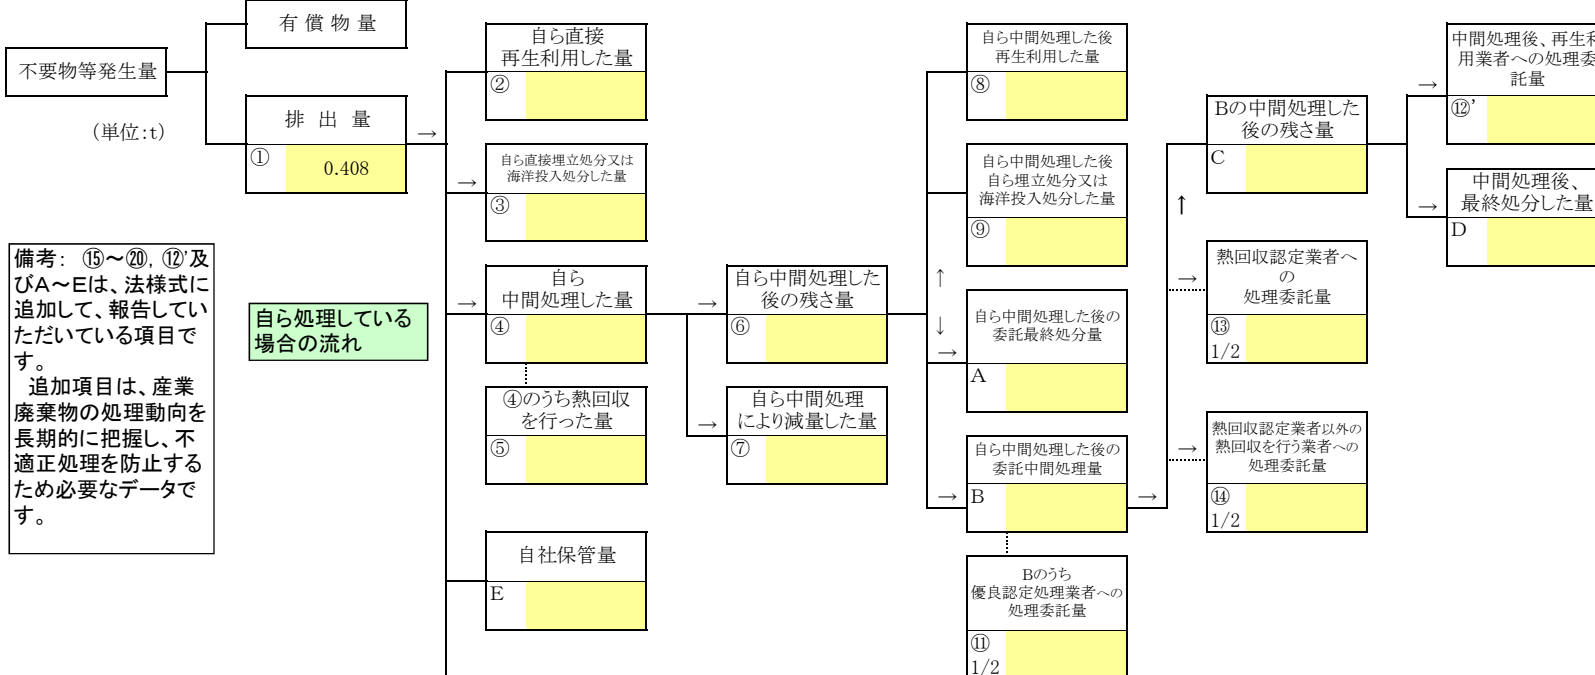 有 償 物 量
不要物等発生量
(単位:t)
排 出 量
→
①
0.408
備考: ⑮～⑳, ⑫'及
びA～Eは、法様式に
追加して、報告してい
ただいている項目で
す。
追加項目は、産業
廃棄物の処理動向を
長期的に把握し、不
適正処理を防止する
ため必要なデータで
す。
自ら処理している
場合の流れ
自ら直接
再生利用した量
②
→
自ら直接埋立処分又は
海洋投入処分した量
③
→
自ら
中間処理した量
④
④のうち熱回収
を行った量
⑤
自社保管量
E
→
自ら中間処理した
後の残さ量
⑥
→
自ら中間処理
により減量した量
⑦
自ら中間処理した後
再生利用した量
⑧
自ら中間処理した後
自ら埋立処分又は
海洋投入処分した量
⑨
↑
↓
→
自ら中間処理した後の
委託最終処分量
A
→
自ら中間処理した後の
委託中間処理量
B
→
Bのうち
優良認定処理業者への
処理委託量
⑪
1/2
Bの中間処理した
後の残さ量
C
↑
→
熱回収認定業者へ
の
処理委託量
⑬
1/2
→
熱回収認定業者以外の
熱回収を行う業者への
処理委託量
⑭
1/2
→
中間処理後、再生利
用業者への処理委
託量
⑫'
→
中間処理後、
最終処分した量
D